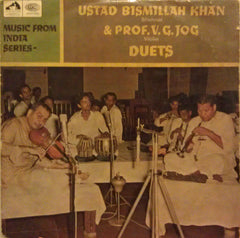 MUSIC FROM
INDIA
SERIES-
USTAD BISMILLAH KHAN
Shehnai
& PROF. V. G. JOG
Violin
DUETS